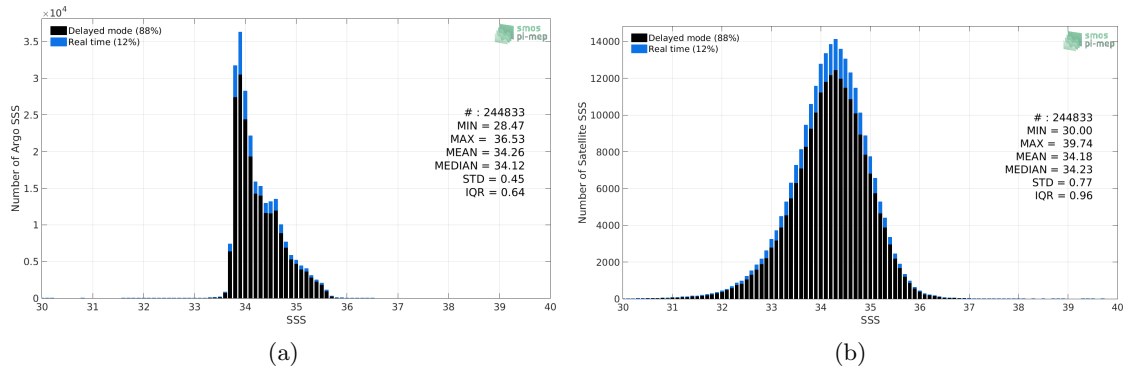 ×10⁴
Delayed mode (88%)
Real time (12%)
smos
pi-mep
# : 244833
MIN = 28.47
MAX = 36.53
MEAN = 34.26
MEDIAN = 34.12
STD = 0.45
IQR = 0.64
Number of Argo SSS
3.5
3
2.5
2
1.5
1
0.5
0
30 31 32 33 34 35 36 37 38 39 40
SSS
(a)
Delayed mode (88%)
Real time (12%)
smos
pi-mep
# : 244833
MIN = 30.00
MAX = 39.74
MEAN = 34.18
MEDIAN = 34.23
STD = 0.77
IQR = 0.96
Number of Satellite SSS
14000
12000
10000
8000
6000
4000
2000
0
30 31 32 33 34 35 36 37 38 39 40
SSS
(b)